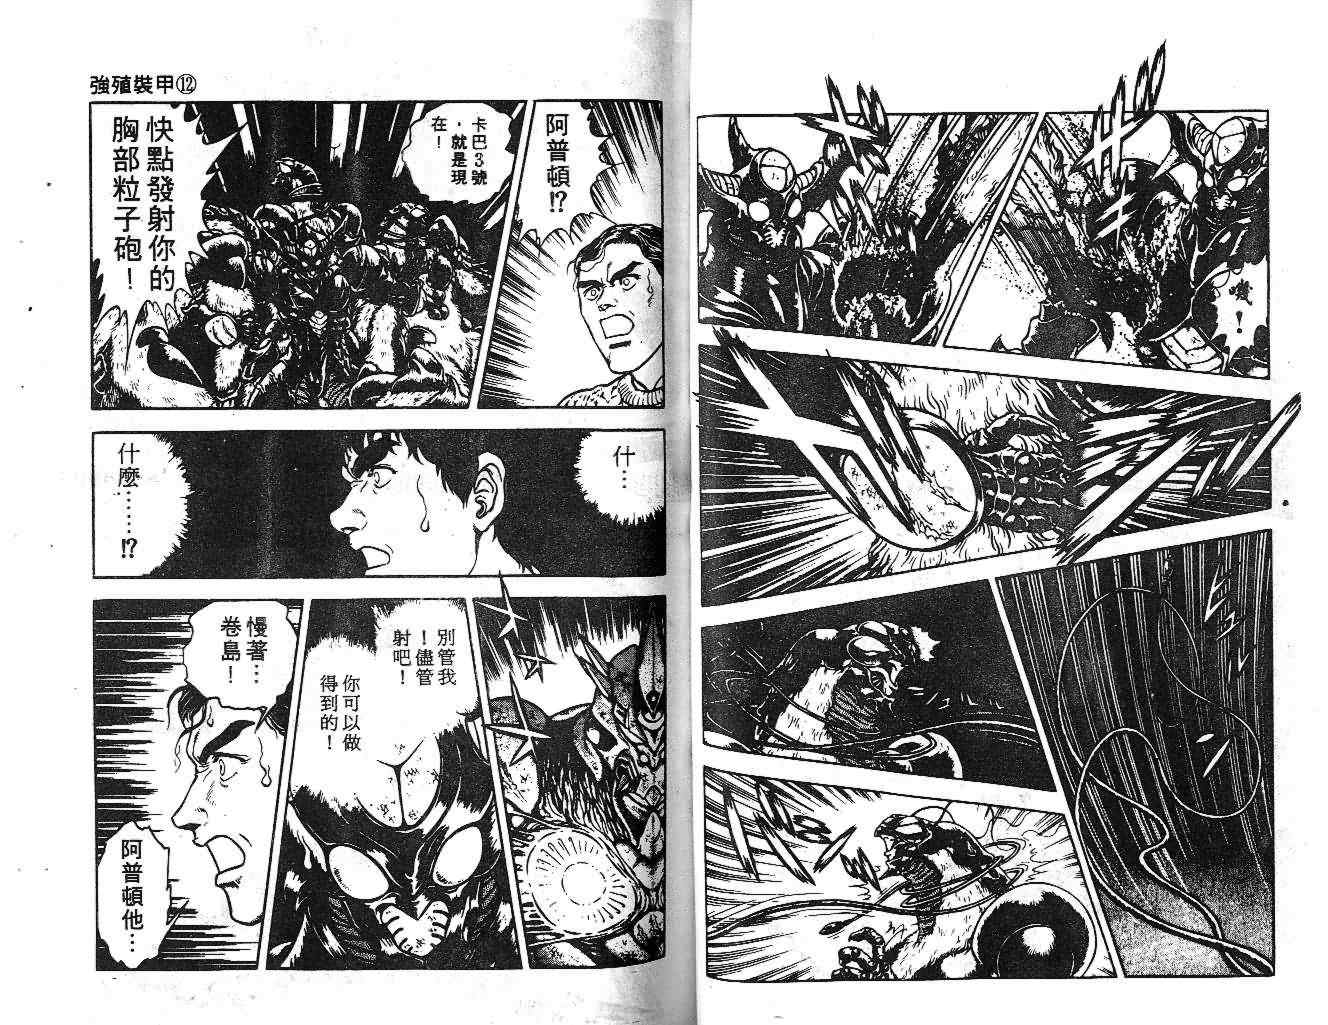 強殖裝甲⑫
嘰！
阿普頓!?
卡巴3號
，就是現
在！
快點發射你的
胸部粒子砲！
什…
什麼……!?
別管我
！儘管
射吧！
你可以做
得到的！
慢著…
巻島！
阿普頓他…